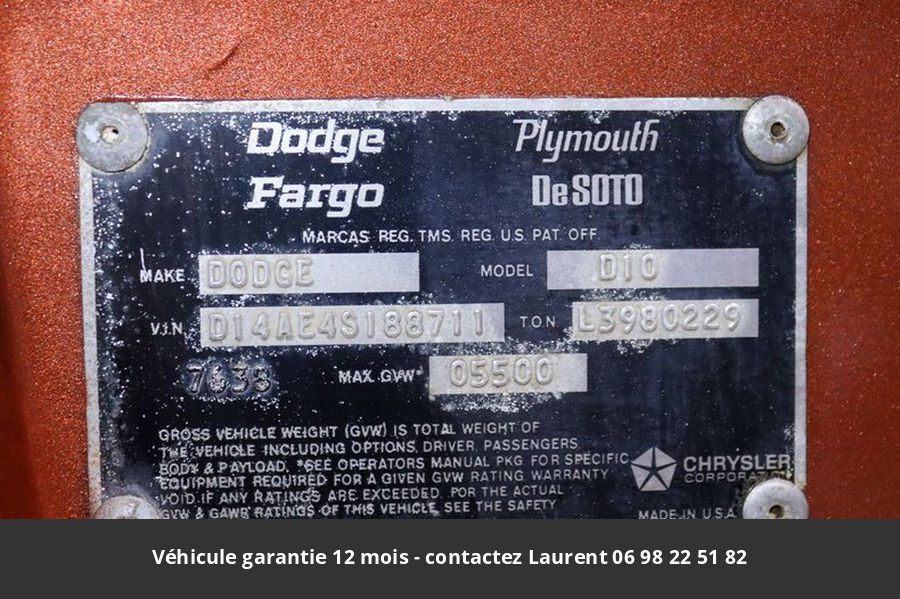 Dodge Plymouth
Fargo De SOTO
MARCAS REG. TMS. REG. U.S. PAT. OFF.
MAKE DODGE MODEL D10
V.I.N. D14AE4S188711 T.O.N. L3980229
7638 MAX. GVW* 05500
GROSS VEHICLE WEIGHT (GVW) IS TOTAL WEIGHT OF
THE VEHICLE INCLUDING OPTIONS, DRIVER, PASSENGERS,
BODY & PAYLOAD. *SEE OPERATORS MANUAL PKG FOR SPECIFIC
EQUIPMENT REQUIRED FOR A GIVEN GVW RATING. WARRANTY
VOID IF ANY RATINGS ARE EXCEEDED. FOR THE ACTUAL
GVW & GAWR RATINGS OF THIS VEHICLE, SEE THE SAFETY
CHRYSLER
CORPORATION
MADE IN U.S.A.
Véhicule garantie 12 mois - contactez Laurent 06 98 22 51 82